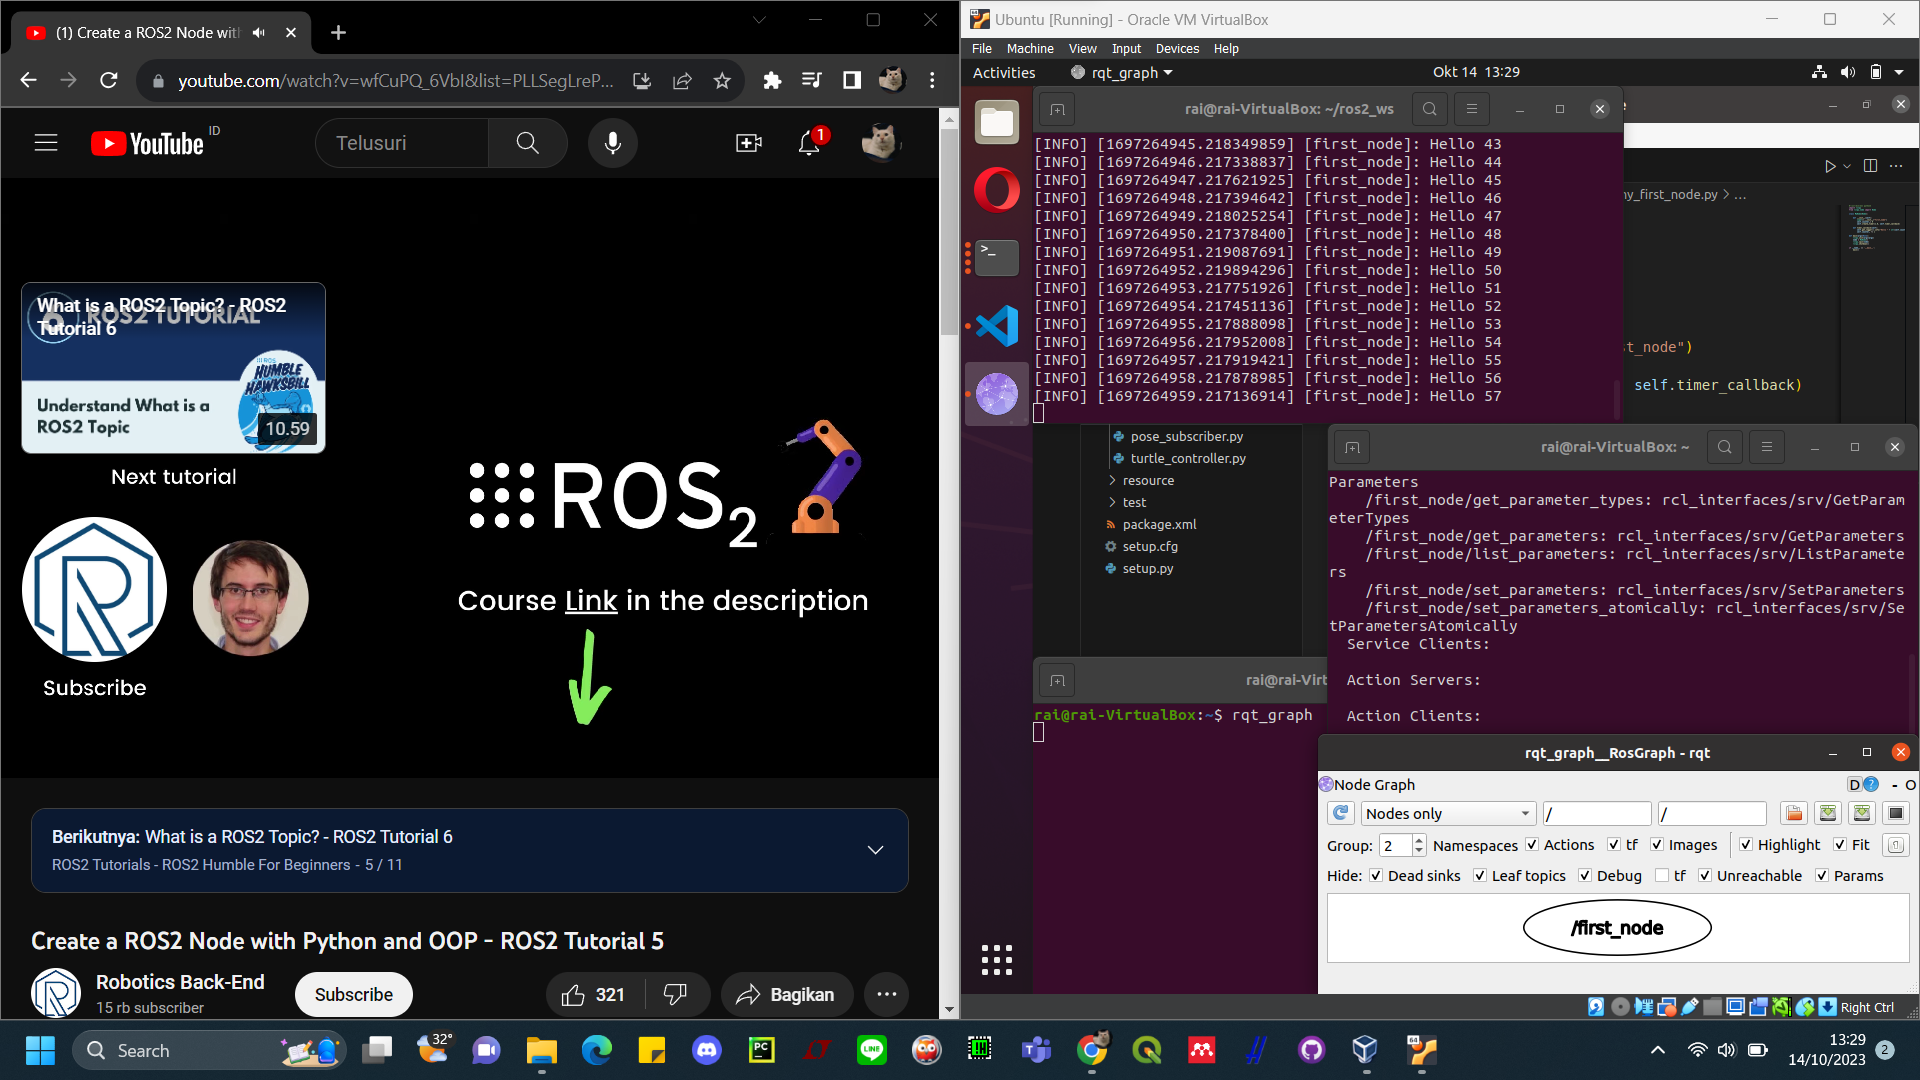 (1) Create a ROS2 Node with
youtube.com/watch?v=wfCuPQ_6VbI&list=PLLSegLreP...
YouTube ID
Telusuri
1
What is a ROS2 Topic? - ROS2
Tutorial 6
ROS2 TUTORIAL
HUMBLE
HAWKSBILL
Understand What is a
ROS2 Topic
10.59
Next tutorial
ROS2
Course Link in the description
Subscribe
Berikutnya: What is a ROS2 Topic? - ROS2 Tutorial 6
ROS2 Tutorials - ROS2 Humble For Beginners - 5 / 11
Create a ROS2 Node with Python and OOP - ROS2 Tutorial 5
Robotics Back-End
15 rb subscriber
Subscribe
321
Bagikan
Ubuntu [Running] - Oracle VM VirtualBox
File Machine View Input Devices Help
Activities
rqt_graph
Okt 14 13:29
rai@rai-VirtualBox: ~/ros2_ws
[INFO] [1697264945.218349859] [first_node]: Hello 43
[INFO] [1697264946.217338837] [first_node]: Hello 44
[INFO] [1697264947.217621925] [first_node]: Hello 45
[INFO] [1697264948.217394642] [first_node]: Hello 46
[INFO] [1697264949.218025254] [first_node]: Hello 47
[INFO] [1697264950.217378400] [first_node]: Hello 48
[INFO] [1697264951.219087691] [first_node]: Hello 49
[INFO] [1697264952.219894296] [first_node]: Hello 50
[INFO] [1697264953.217751926] [first_node]: Hello 51
[INFO] [1697264954.217451136] [first_node]: Hello 52
[INFO] [1697264955.217888098] [first_node]: Hello 53
[INFO] [1697264956.217952008] [first_node]: Hello 54
[INFO] [1697264957.217919421] [first_node]: Hello 55
[INFO] [1697264958.217878985] [first_node]: Hello 56
[INFO] [1697264959.217136914] [first_node]: Hello 57
my_first_node.py > ...
st_node")
self.timer_callback)
pose_subscriber.py
turtle_controller.py
resource
test
package.xml
setup.cfg
setup.py
rai@rai-VirtualBox: ~
Parameters
/first_node/get_parameter_types: rcl_interfaces/srv/GetParam
eterTypes
/first_node/get_parameters: rcl_interfaces/srv/GetParameters
/first_node/list_parameters: rcl_interfaces/srv/ListParamete
rs
/first_node/set_parameters: rcl_interfaces/srv/SetParameters
/first_node/set_parameters_atomically: rcl_interfaces/srv/Se
tParametersAtomically
Service Clients:
Action Servers:
Action Clients:
rai@rai-Virt
rai@rai-VirtualBox:~$ rqt_graph
rqt_graph__RosGraph - rqt
Node Graph
D ? - O
Nodes only / /
Group: 2 Namespaces Actions tf Images Highlight Fit
Hide: Dead sinks Leaf topics Debug tf Unreachable Params
/first_node
Right Ctrl
Search
32°
PC
LT
LINE
13:29
14/10/2023
2